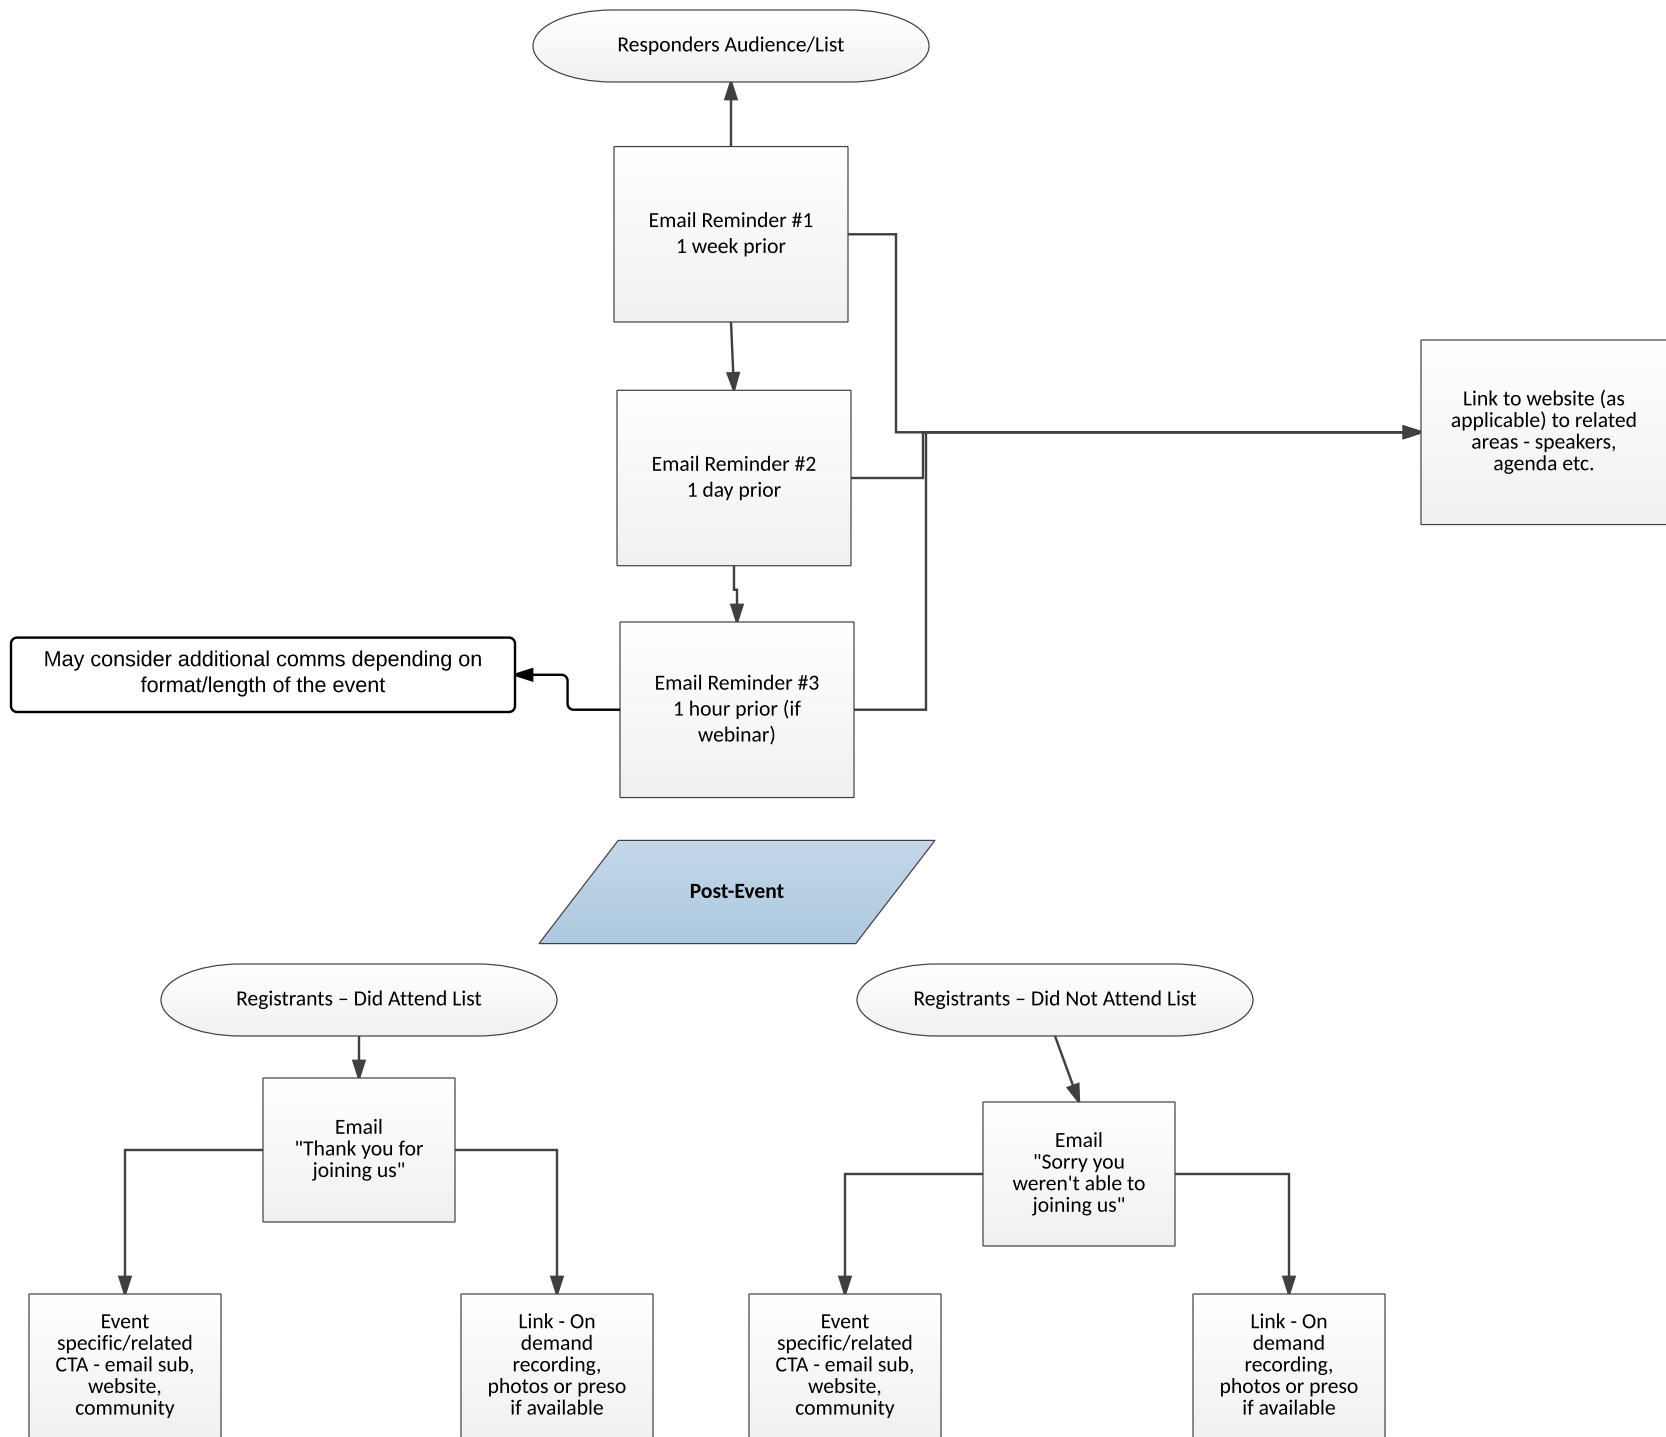 Responders Audience/List
Email Reminder #1
1 week prior
Link to website (as
applicable) to related
areas - speakers,
agenda etc.
Email Reminder #2
1 day prior
May consider additional comms depending on
format/length of the event
Email Reminder #3
1 hour prior (if
webinar)
Post-Event
Registrants – Did Attend List
Registrants – Did Not Attend List
Email
"Thank you for
joining us"
Email
"Sorry you
weren't able to
joining us"
Event
specific/related
CTA - email sub,
website,
community
Link - On
demand
recording,
photos or preso
if available
Event
specific/related
CTA - email sub,
website,
community
Link - On
demand
recording,
photos or preso
if available